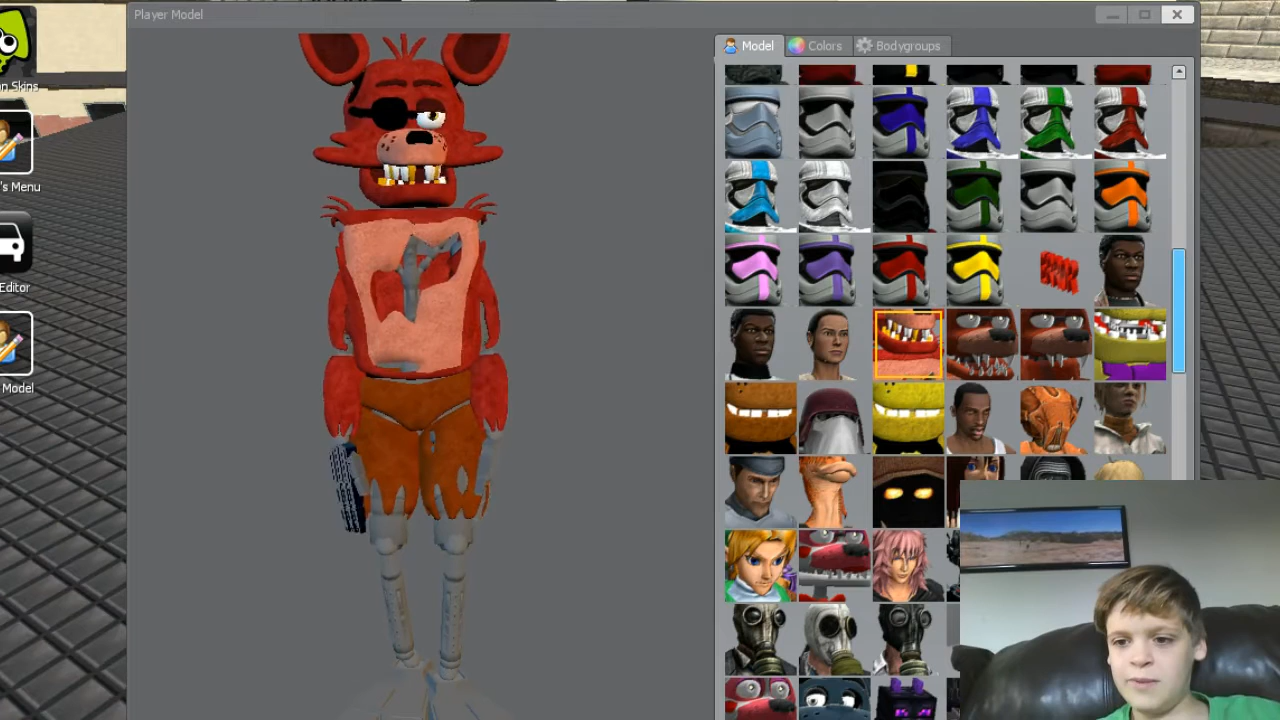 Player Model
Model
Colors
Bodygroups
n Skins
's Menu
Editor
Model